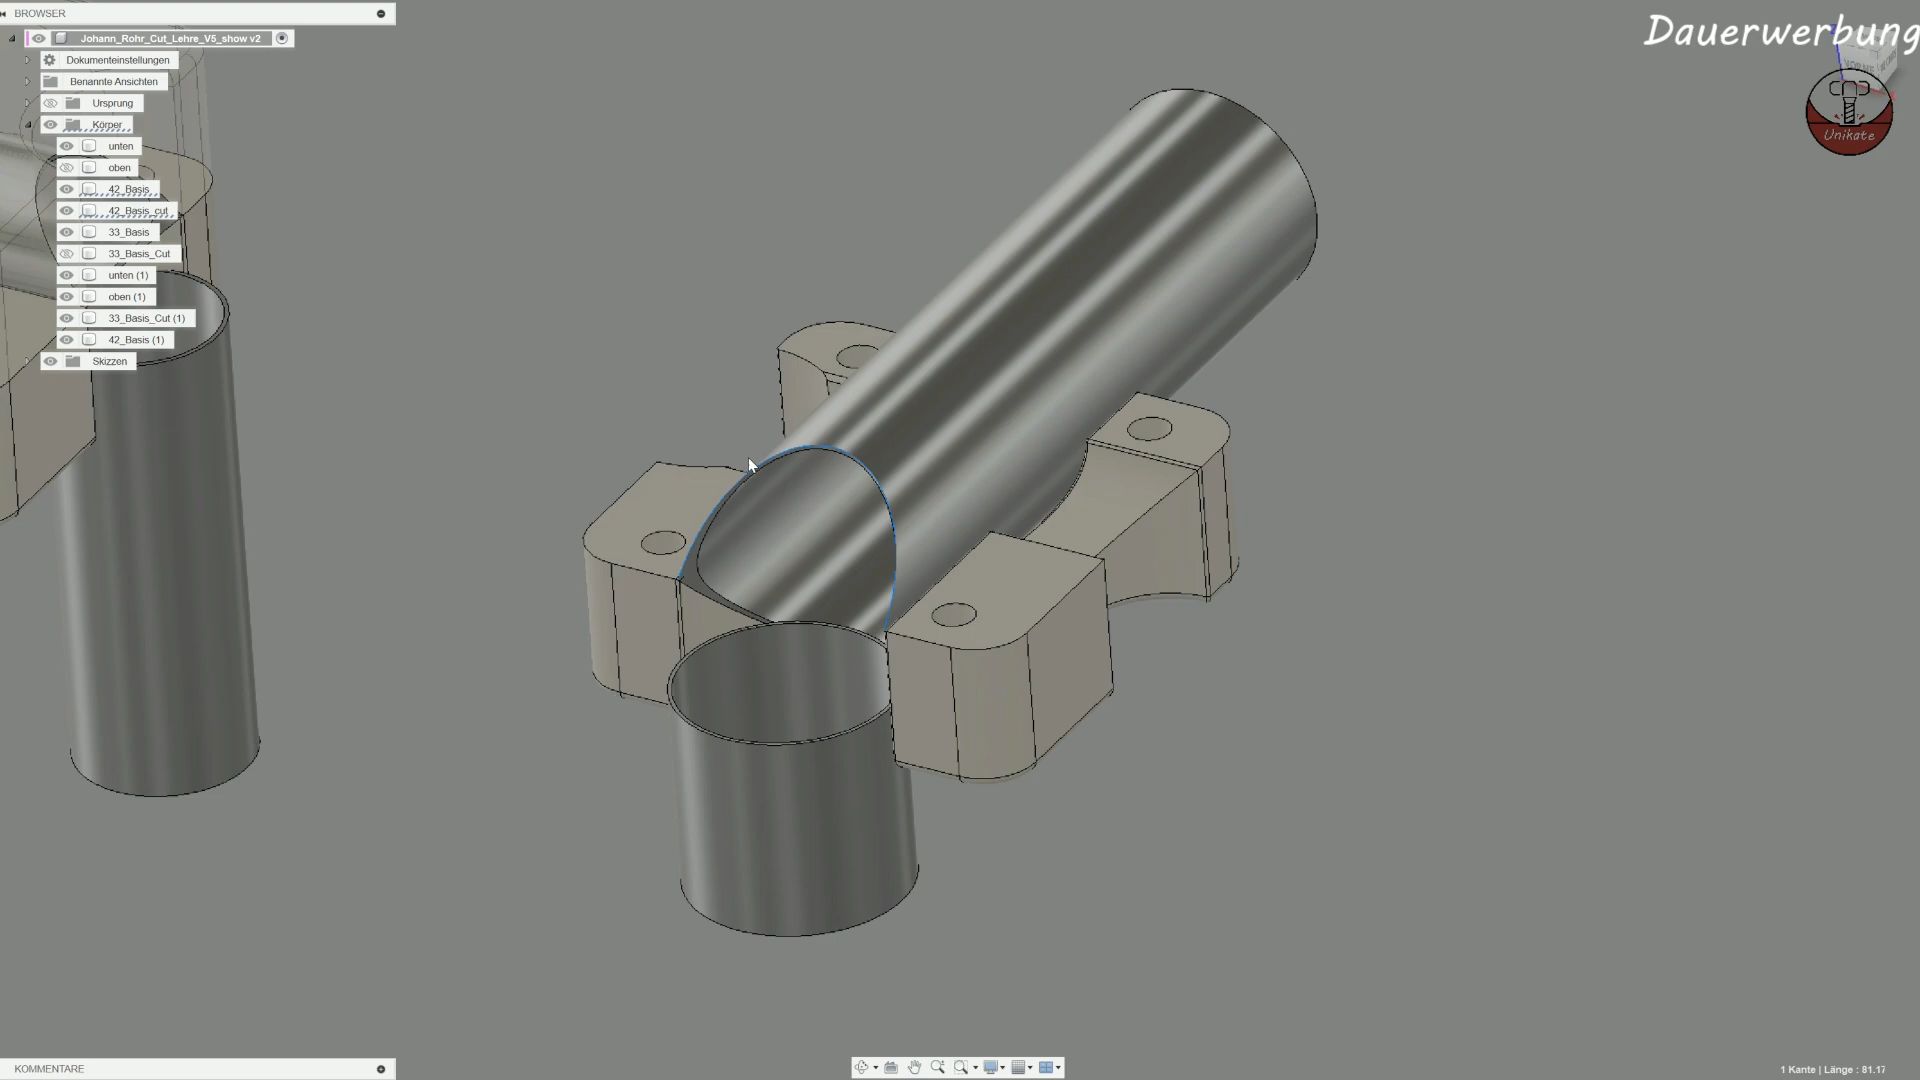 BROWSER
Johann_Rohr_Cut_Lehre_V5_show v2
Dokumenteinstellungen
Benannte Ansichten
Ursprung
Körper
unten
oben
42_Basis
42_Basis_cut
33_Basis
33_Basis_Cut
unten (1)
oben (1)
33_Basis_Cut (1)
42_Basis (1)
Skizzen
Dauerwerbung
Unikate
KOMMENTARE
1 Kante | Länge : 81.17